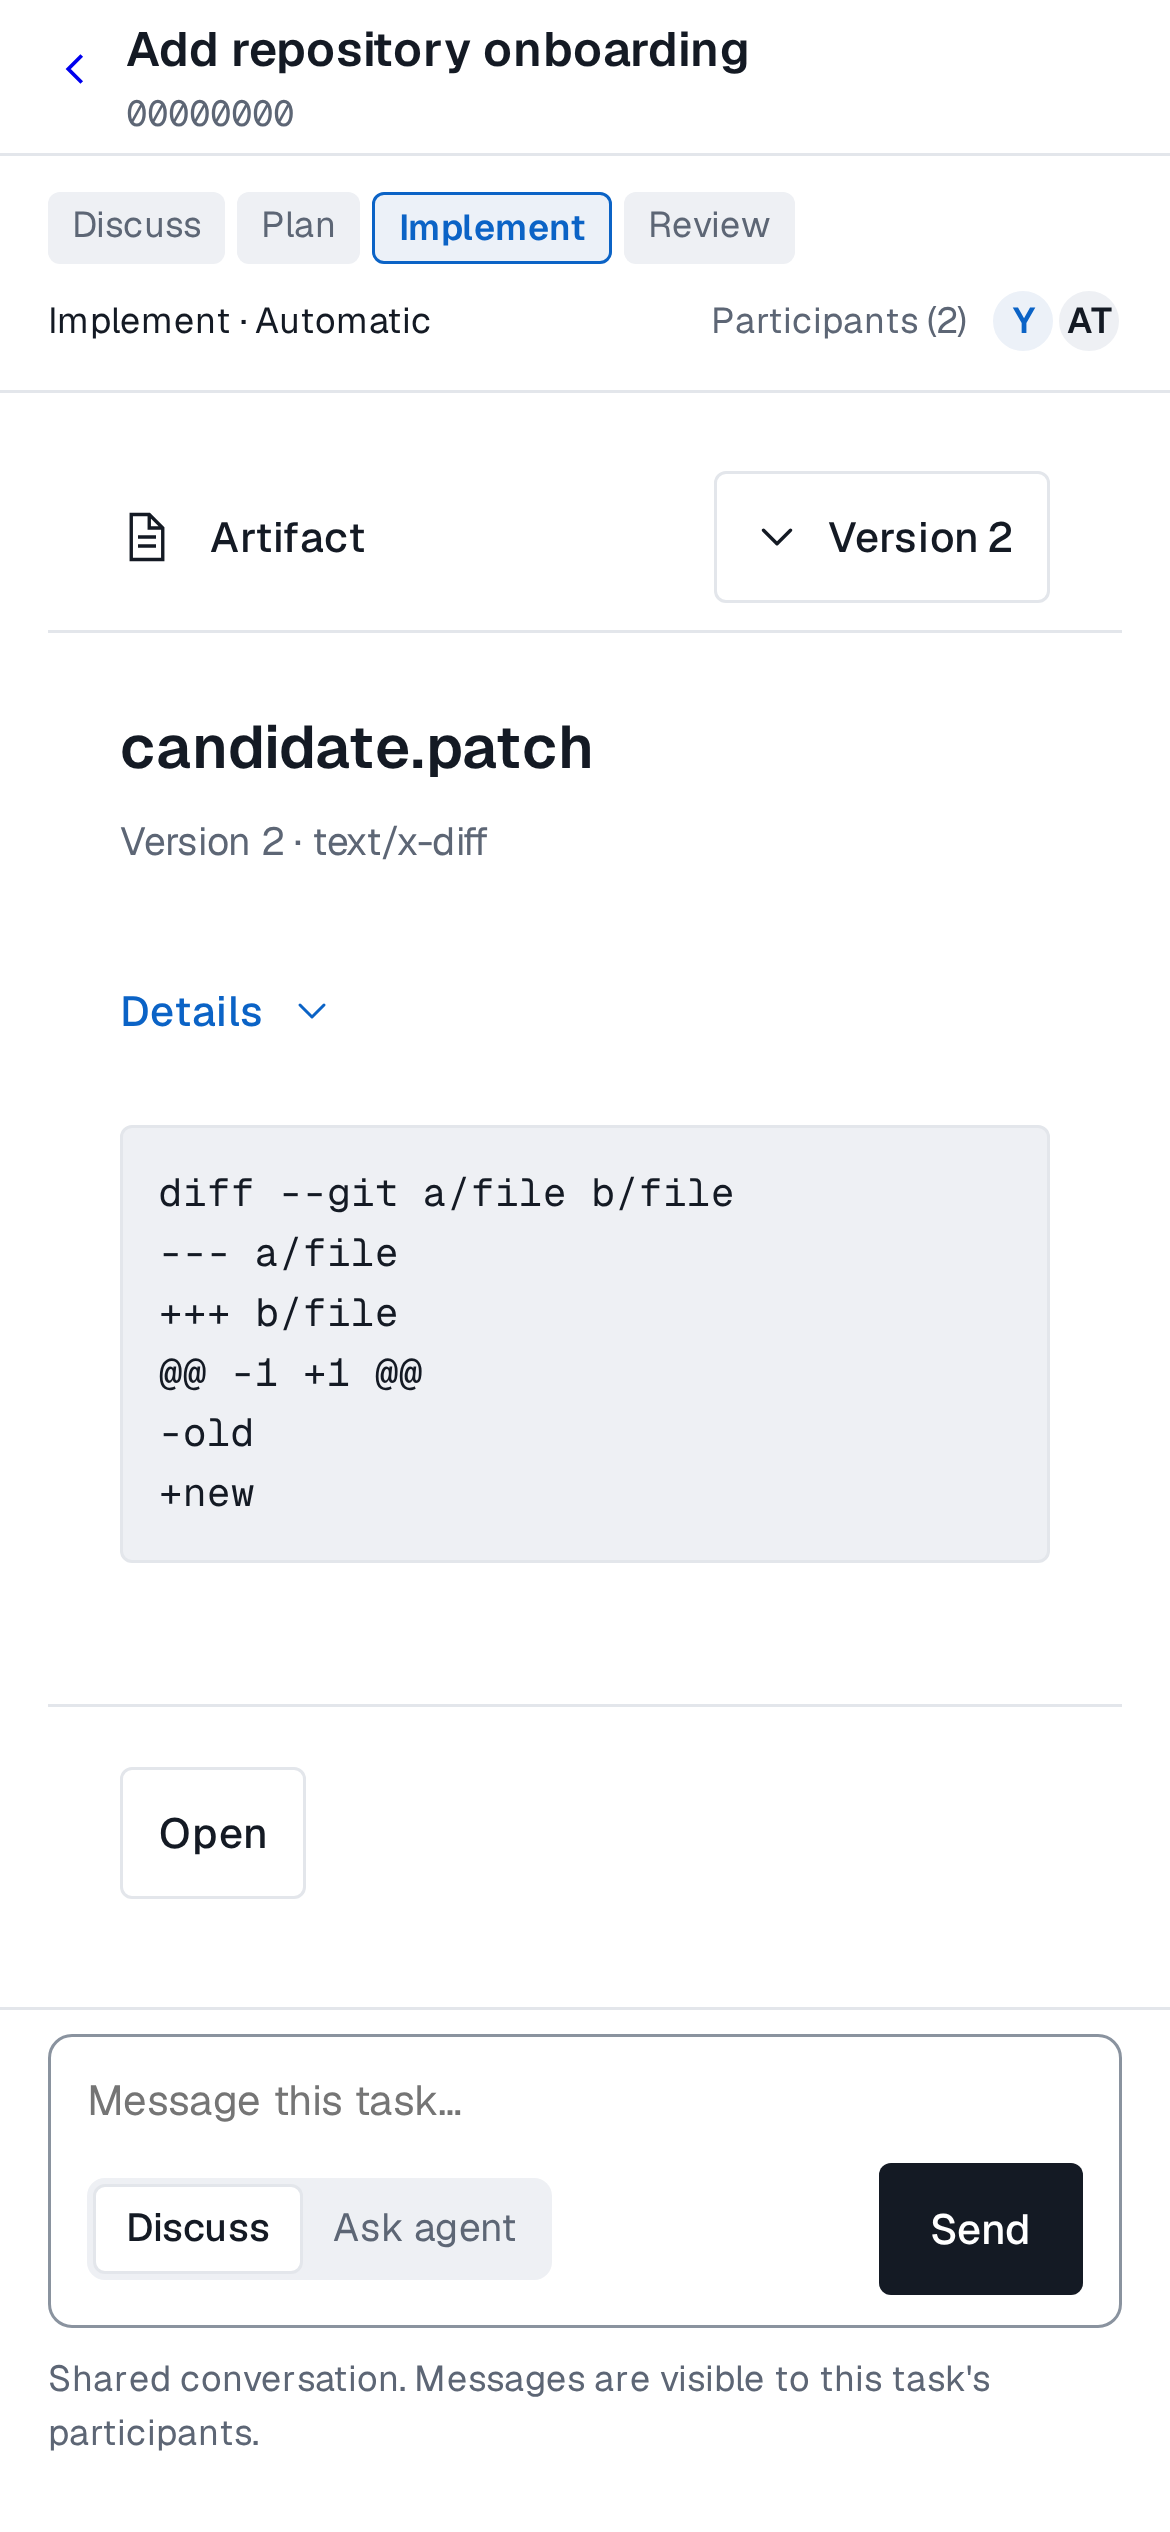 Add repository onboarding
00000000
Discuss Plan Implement Review
Implement · Automatic Participants (2) Y AT
Artifact Version 2
candidate.patch
Version 2 · text/x-diff
Details
diff --git a/file b/file
--- a/file
+++ b/file
@@ -1 +1 @@
-old
+new
Open
Message this task…
Discuss Ask agent Send
Shared conversation. Messages are visible to this task's
participants.